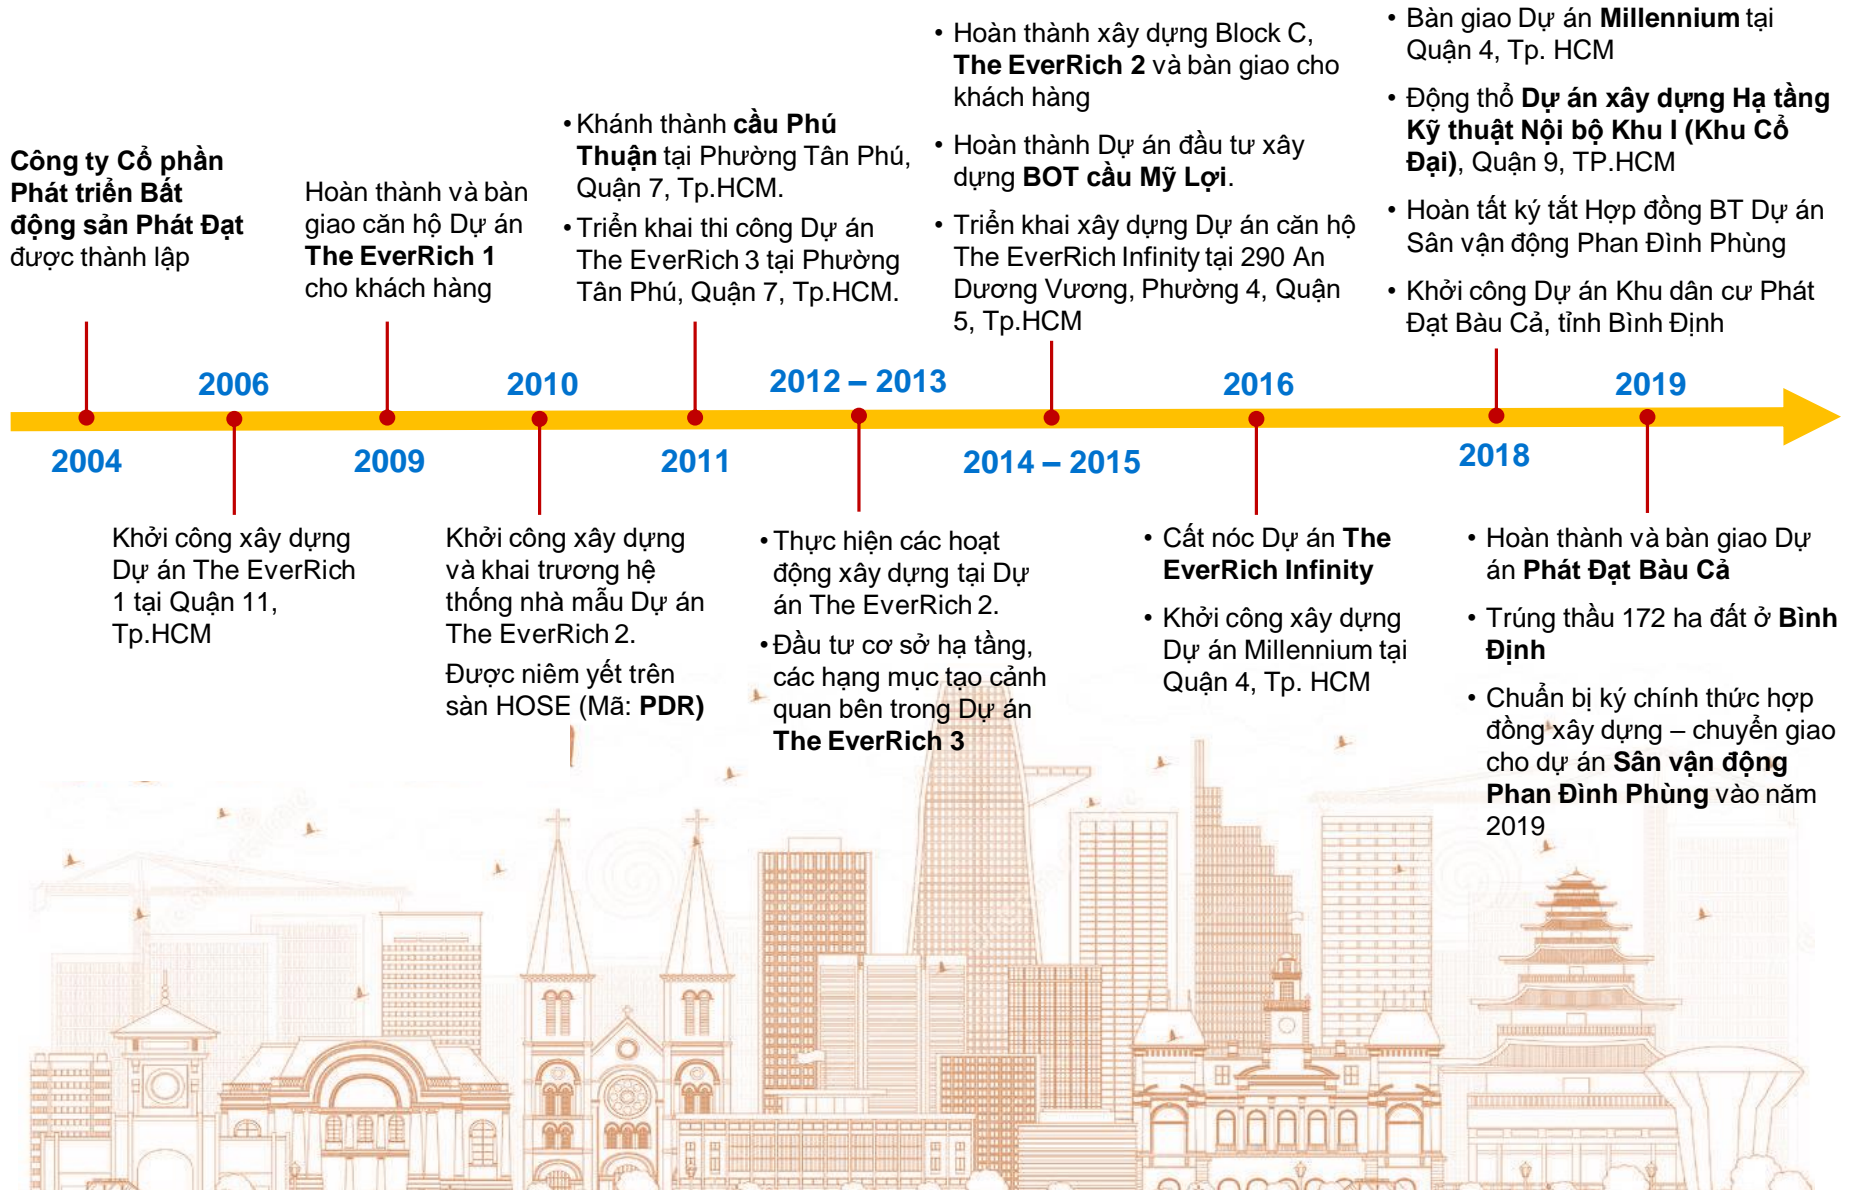 Công ty Cổ phần
Phát triển Bất
động sản Phát Đạt
được thành lập
2004
2006
Khởi công xây dựng
Dự án The EverRich
1 tại Quận 11,
Tp.HCM
Hoàn thành và bàn
giao căn hộ Dự án
The EverRich 1
cho khách hàng
2009
2010
Khởi công xây dựng
và khai trương hệ
thống nhà mẫu Dự án
The EverRich 2.
Được niêm yết trên
sàn HOSE (Mã: PDR)
• Khánh thành cầu Phú
Thuận tại Phường Tân Phú,
Quận 7, Tp.HCM.
• Triển khai thi công Dự án
The EverRich 3 tại Phường
Tân Phú, Quận 7, Tp.HCM.
2011
2012 – 2013
• Thực hiện các hoạt
động xây dựng tại Dự
án The EverRich 2.
• Đầu tư cơ sở hạ tầng,
các hạng mục tạo cảnh
quan bên trong Dự án
The EverRich 3
• Hoàn thành xây dựng Block C,
The EverRich 2 và bàn giao cho
khách hàng
• Hoàn thành Dự án đầu tư xây
dựng BOT cầu Mỹ Lợi.
• Triển khai xây dựng Dự án căn hộ
The EverRich Infinity tại 290 An
Dương Vương, Phường 4, Quận
5, Tp.HCM
2014 – 2015
2016
• Cất nóc Dự án The
EverRich Infinity
• Khởi công xây dựng
Dự án Millennium tại
Quận 4, Tp. HCM
• Bàn giao Dự án Millennium tại
Quận 4, Tp. HCM
• Động thổ Dự án xây dựng Hạ tầng
Kỹ thuật Nội bộ Khu I (Khu Cổ
Đại), Quận 9, TP.HCM
• Hoàn tất ký tắt Hợp đồng BT Dự án
Sân vận động Phan Đình Phùng
• Khởi công Dự án Khu dân cư Phát
Đạt Bàu Cả, tỉnh Bình Định
2018
2019
• Hoàn thành và bàn giao Dự
án Phát Đạt Bàu Cả
• Trúng thầu 172 ha đất ở Bình
Định
• Chuẩn bị ký chính thức hợp
đồng xây dựng – chuyển giao
cho dự án Sân vận động
Phan Đình Phùng vào năm
2019